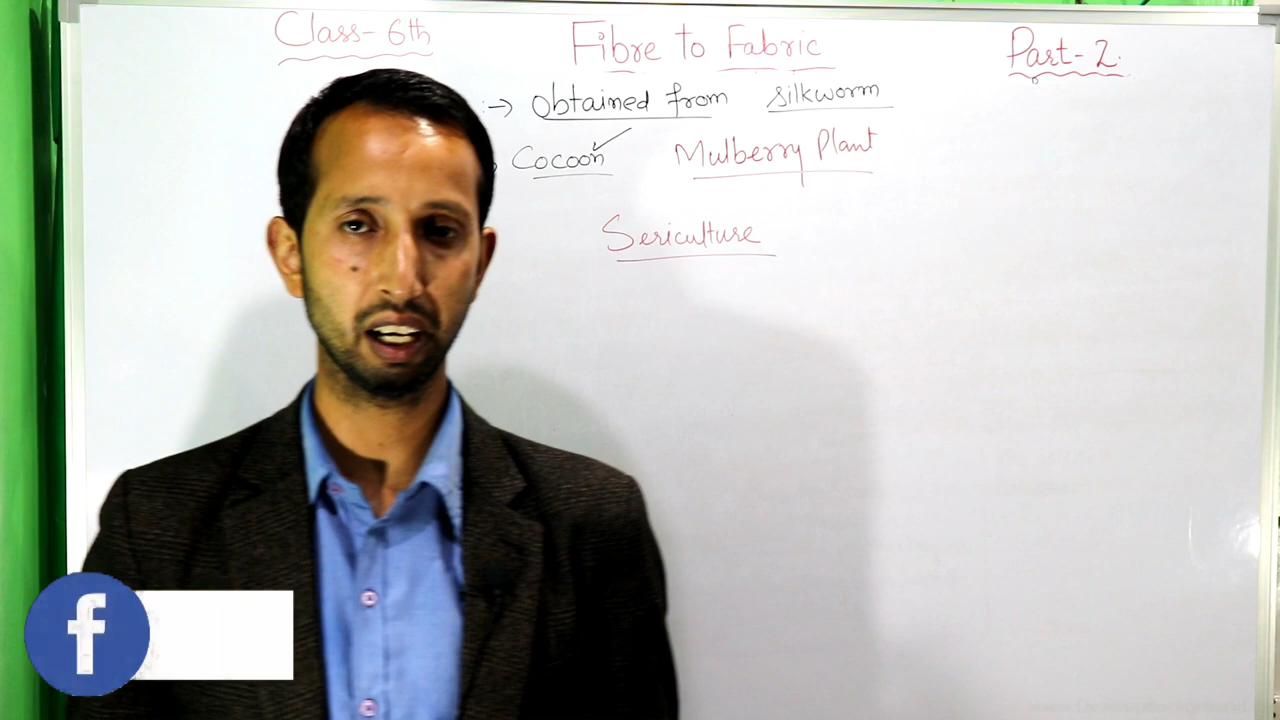 Class-6th Fibre to Fabric Part-2.
:→ Obtained from silkworm
Cocoon ✓ Mulberry Plant
Sericulture
f